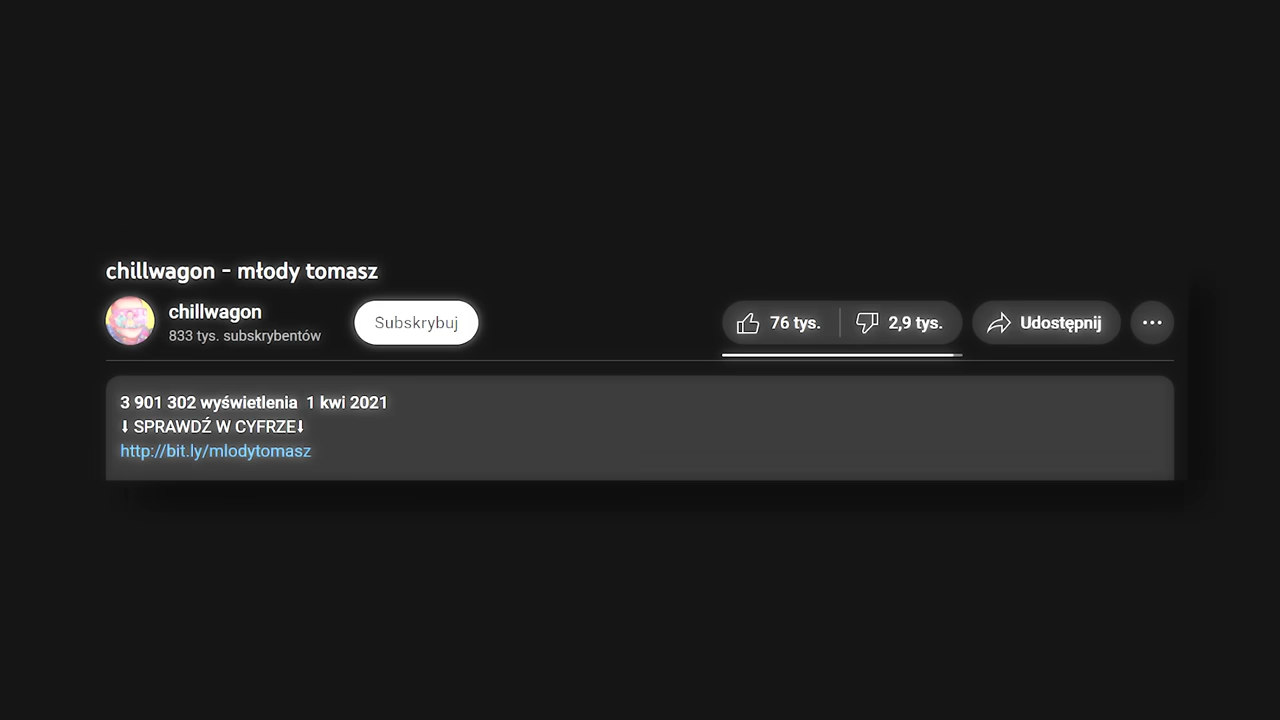 chillwagon - młody tomasz
chillwagon
833 tys. subskrybentów
Subskrybuj
76 tys.
2,9 tys.
Udostępnij
3 901 302 wyświetlenia 1 kwi 2021
⬇ SPRAWDŹ W CYFRZE⬇
http://bit.ly/mlodytomasz